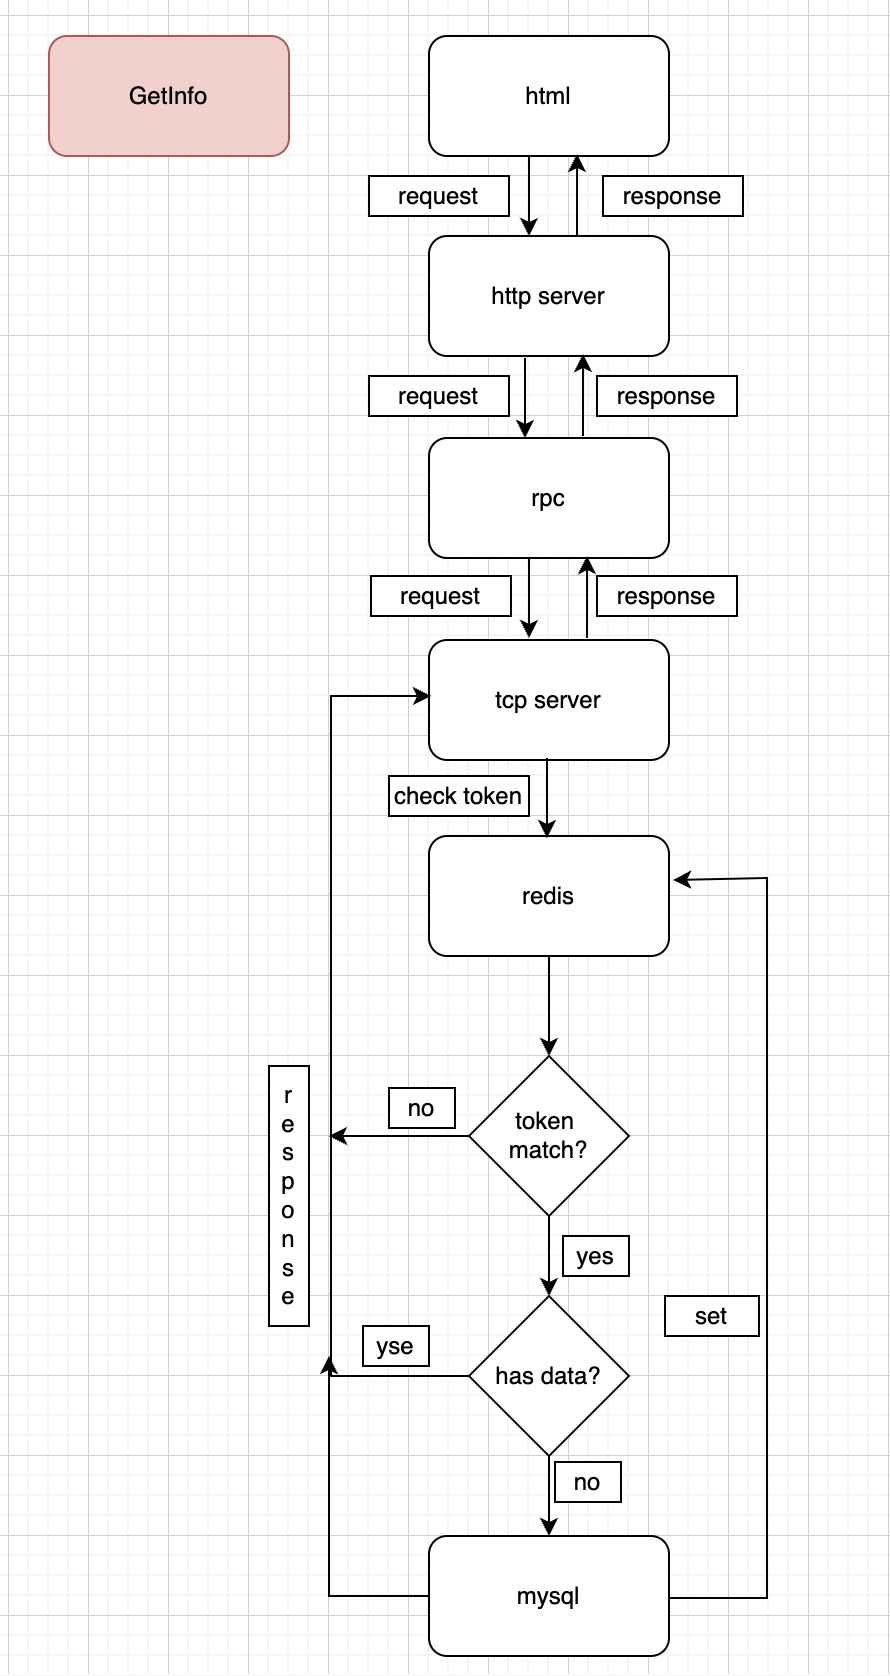 GetInfo
html
request
response
http server
request
response
rpc
request
response
tcp server
check token
redis
no
token
match?
r
e
s
p
o
n
s
e
yes
set
yse
has data?
no
mysql